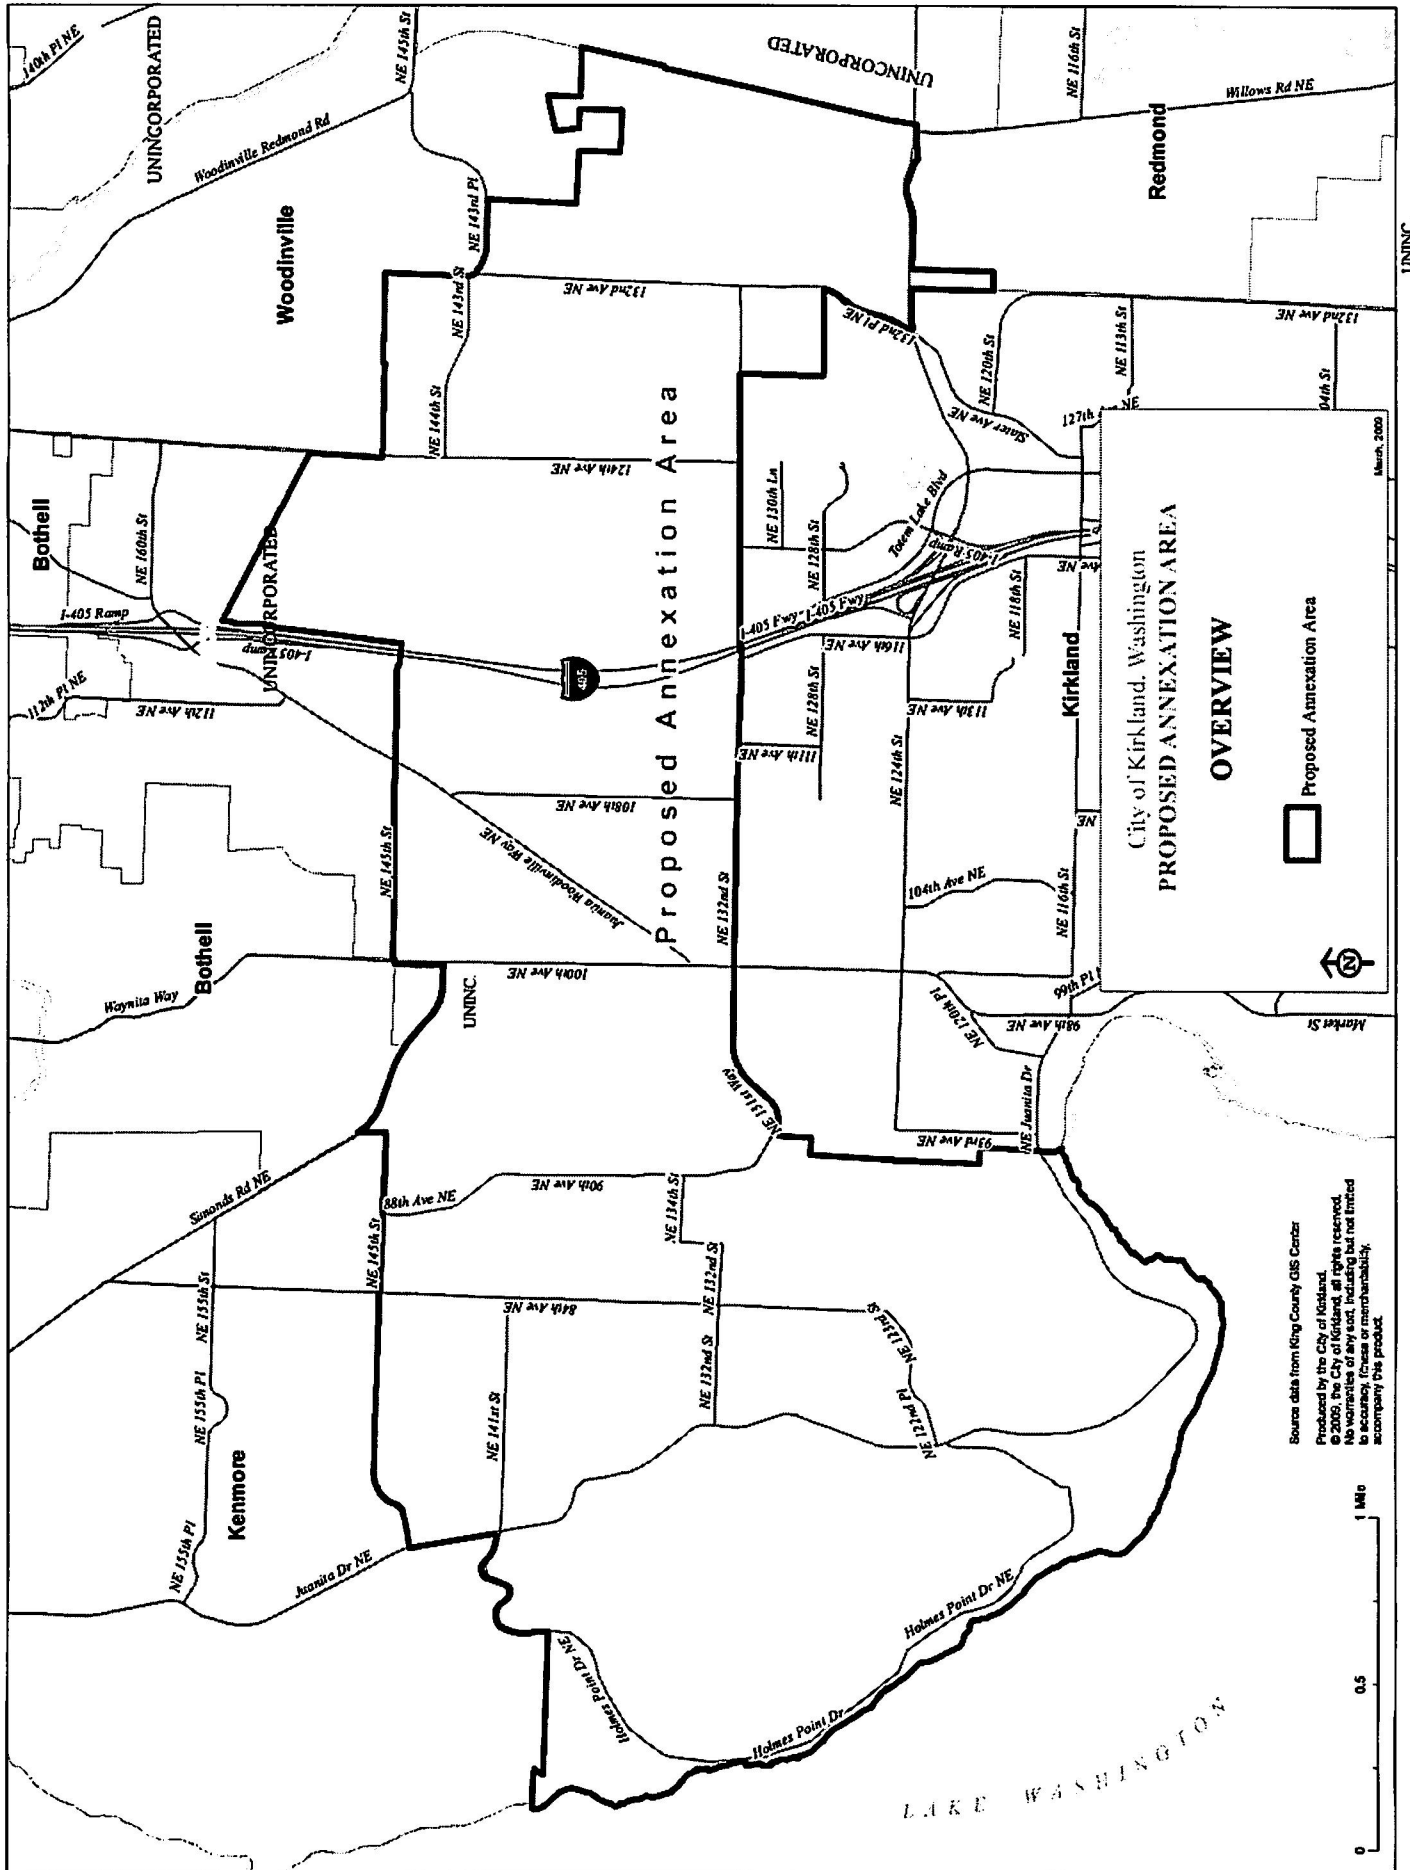 140th Pl NE
UNINCORPORATED
NE 145th St
Woodinville Redmond Rd
Woodinville
NE 143rd Pl
NE 143rd St
NE 144th St
132nd Ave NE
UNINCORPORATED
NE 116th St
Willows Rd NE
Redmond
UNINC
132nd Pl NE
NE 120th St
NE 113th St
132nd Ave NE
04th St
Slater Ave NE
127th Ave NE
Bothell
NE 160th St
I-405 Ramp
UNINCORPORATED
I-405 Ramp
112th Pl NE
112th Ave NE
124th Ave NE
Proposed Annexation Area
NE 130th Ln
NE 128th St
Totem Lake Blvd
I-405 Ramp
I-405 Fwy
I-405 Fwy
405
116th Ave NE
NE 118th St
Ave NE
NE 128th St
111th Ave NE
113th Ave NE
Kirkland
NE 124th St
108th Ave NE
Juanita Woodinville Way NE
NE 145th St
NE 132nd St
104th Ave NE
NE 116th St
NE
Bothell
Waynita Way
UNINC.
100th Ave NE
NE 120th Pl
99th Pl
98th Ave NE
Market St
NE 131st Way
93rd Ave NE
NE Juanita Dr
Simonds Rd NE
88th Ave NE
90th Ave NE
NE 134th St
NE 145th St
NE 155th St
84th Ave NE
NE 132nd St
NE 123rd St
NE 155th Pl
NE 141st St
NE 132nd St
NE 122nd Pl
Kenmore
NE 155th Pl
Juanita Dr NE
Holmes Point Dr NE
Holmes Point Dr NE
Holmes Point Dr
LAKE WASHINGTON
City of Kirkland, Washington
PROPOSED ANNEXATION AREA
OVERVIEW
Proposed Annexation Area
N
March, 2009
Source data from King County GIS Center
Produced by the City of Kirkland.
© 2009, the City of Kirkland, all rights reserved.
No warranties of any sort, including but not limited
to accuracy, fitness or merchantability,
accompany this product.
0 0.5 1 Mile